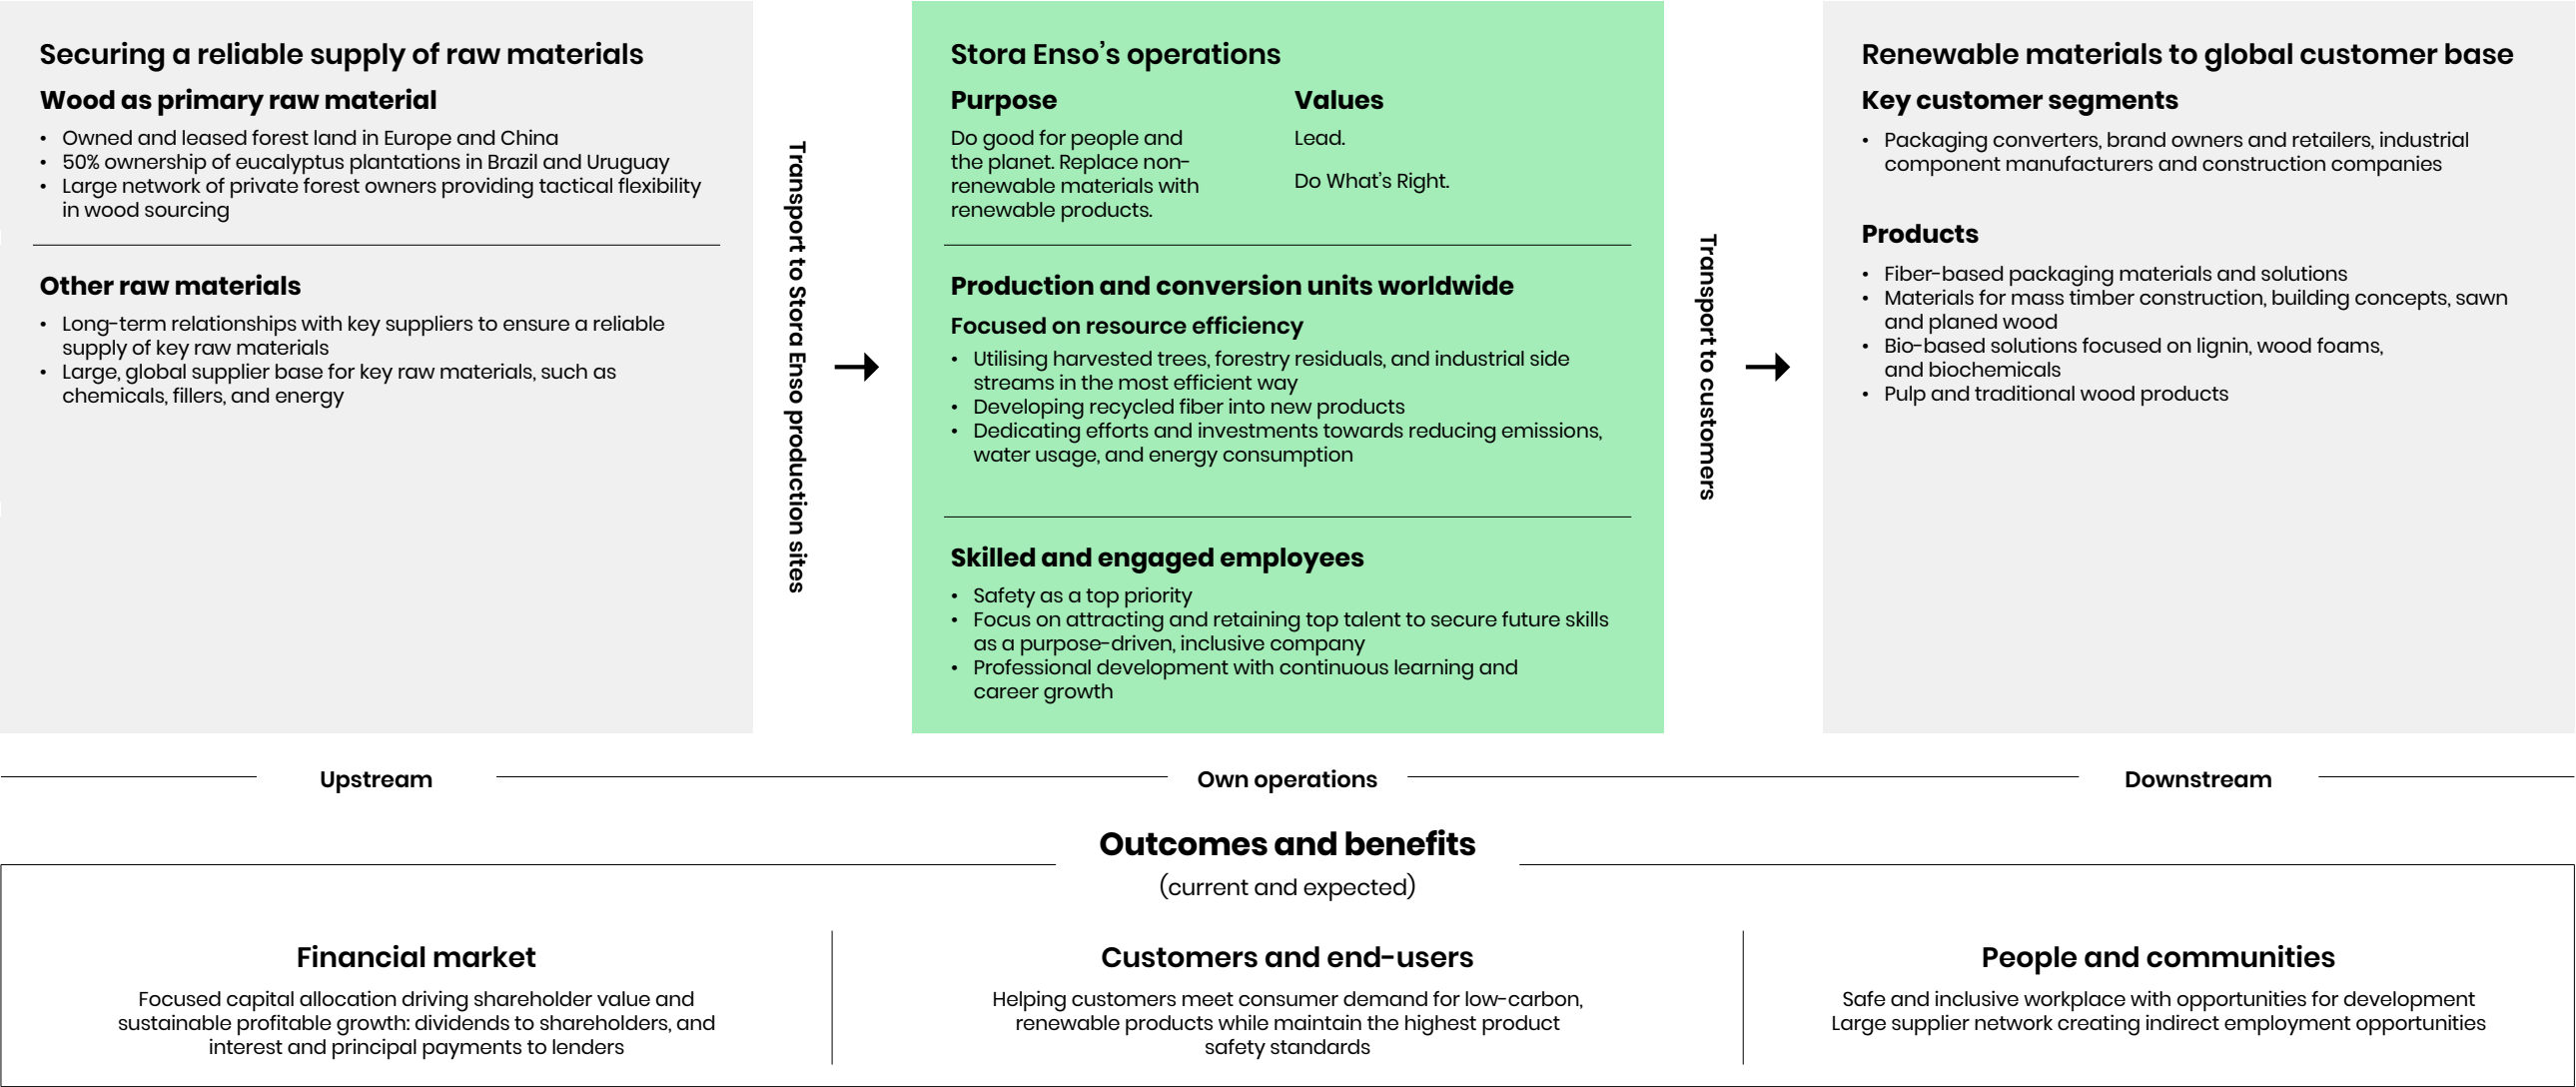 Securing a reliable supply of raw materials
Wood as primary raw material
• Owned and leased forest land in Europe and China
• 50% ownership of eucalyptus plantations in Brazil and Uruguay
• Large network of private forest owners providing tactical flexibility
in wood sourcing
Other raw materials
• Long-term relationships with key suppliers to ensure a reliable
supply of key raw materials
• Large, global supplier base for key raw materials, such as
chemicals, fillers, and energy
Transport to Stora Enso production sites
Stora Enso’s operations
Purpose
Do good for people and
the planet. Replace non-
renewable materials with
renewable products.
Values
Lead.
Do What’s Right.
Production and conversion units worldwide
Focused on resource efficiency
• Utilising harvested trees, forestry residuals, and industrial side
streams in the most efficient way
• Developing recycled fiber into new products
• Dedicating efforts and investments towards reducing emissions,
water usage, and energy consumption
Skilled and engaged employees
• Safety as a top priority
• Focus on attracting and retaining top talent to secure future skills
as a purpose-driven, inclusive company
• Professional development with continuous learning and
career growth
Transport to customers
Renewable materials to global customer base
Key customer segments
• Packaging converters, brand owners and retailers, industrial
component manufacturers and construction companies
Products
• Fiber-based packaging materials and solutions
• Materials for mass timber construction, building concepts, sawn
and planed wood
• Bio-based solutions focused on lignin, wood foams,
and biochemicals
• Pulp and traditional wood products
Upstream
Own operations
Downstream
Outcomes and benefits
(current and expected)
Financial market
Focused capital allocation driving shareholder value and
sustainable profitable growth: dividends to shareholders, and
interest and principal payments to lenders
Customers and end-users
Helping customers meet consumer demand for low-carbon,
renewable products while maintain the highest product
safety standards
People and communities
Safe and inclusive workplace with opportunities for development
Large supplier network creating indirect employment opportunities